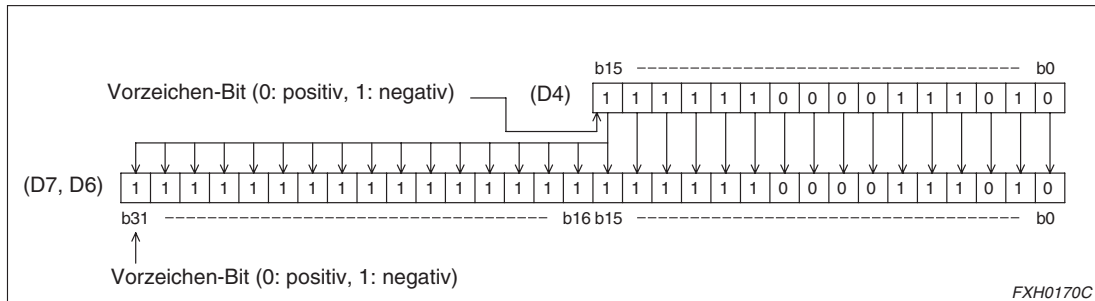 b15 b0
Vorzeichen-Bit (0: positiv, 1: negativ) (D4) 1 1 1 1 1 1 0 0 0 0 1 1 1 0 1 0
(D7, D6) 1 1 1 1 1 1 1 1 1 1 1 1 1 1 1 1 1 1 1 1 1 1 0 0 0 0 1 1 1 0 1 0
b31 b16 b15 b0
Vorzeichen-Bit (0: positiv, 1: negativ)
FXH0170C